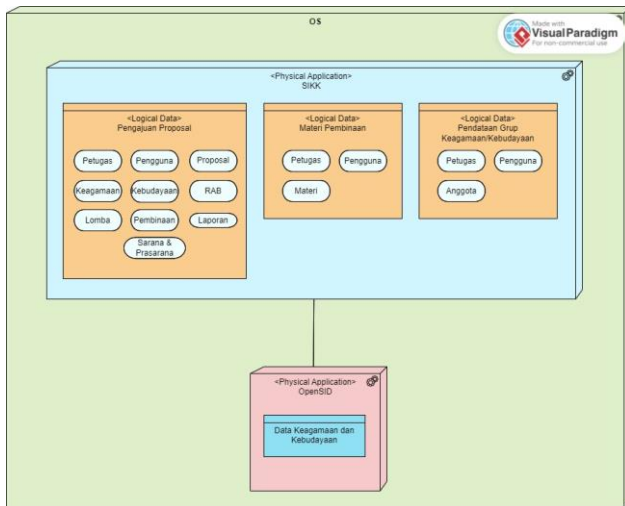 OS
Made with
VisualParadigm
For non-commercial use
<Physical Application>
SIKK
<Logical Data>
Pengajuan Proposal
Petugas
Pengguna
Proposal
Keagamaan
Kebudayaan
RAB
Lomba
Pembinaan
Laporan
Sarana &
Prasarana
<Logical Data>
Materi Pembinaan
Petugas
Pengguna
Materi
<Logical Data>
Pendataan Grup
Keagamaan/Kebudayaan
Petugas
Pengguna
Anggota
<Physical Application>
OpenSID
Data Keagamaan dan
Kebudayaan